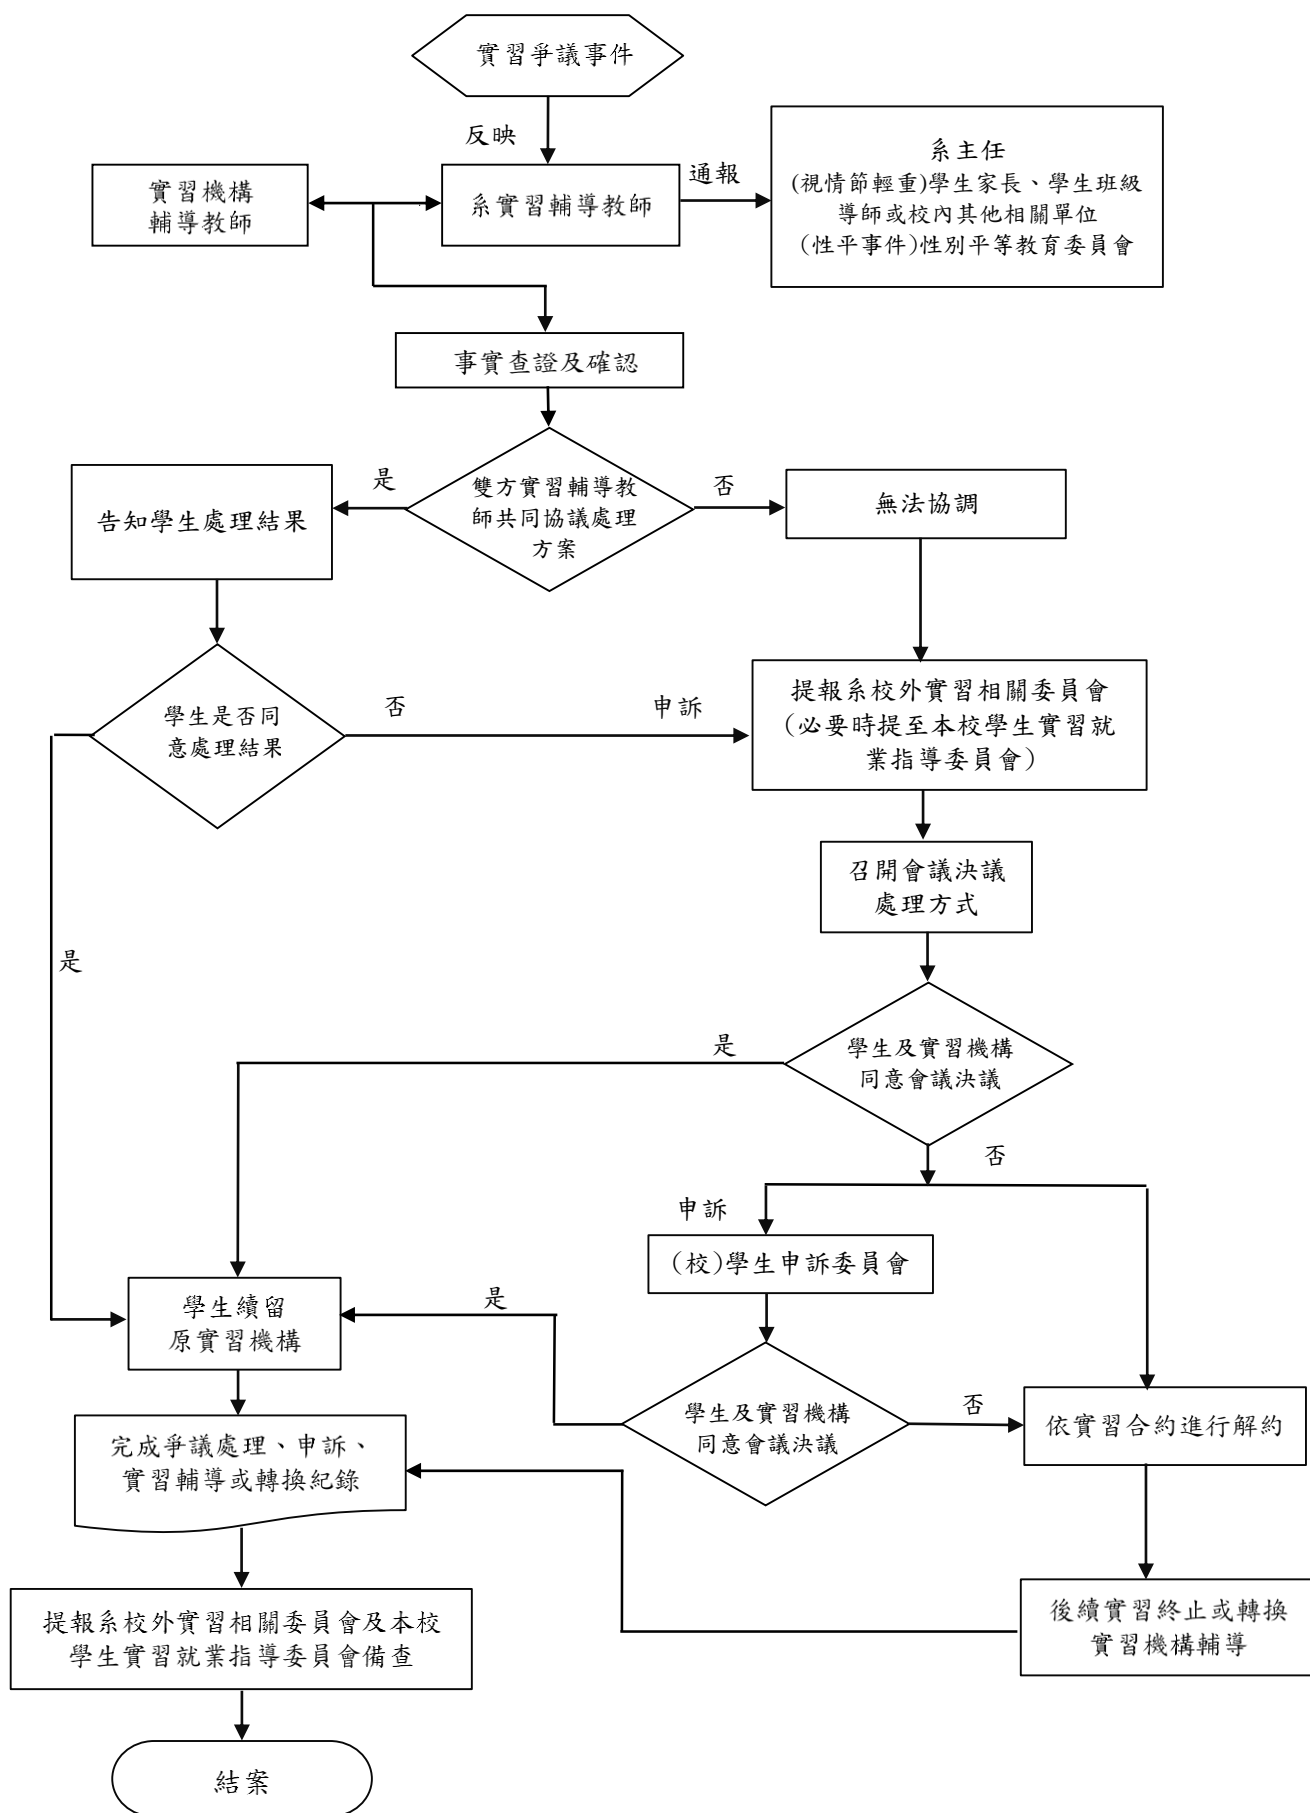 實習爭議事件
反映
系主任
(視情節輕重)學生家長、學生班級
導師或校內其他相關單位
(性平事件)性別平等教育委員會
通報
實習機構
輔導教師
系實習輔導教師
事實查證及確認
雙方實習輔導教
師共同協議處理
方案
是
否
告知學生處理結果
無法協調
學生是否同
意處理結果
否
申訴
提報系校外實習相關委員會
(必要時提至本校學生實習就
業指導委員會)
召開會議決議
處理方式
是
是
學生及實習機構
同意會議決議
否
申訴
(校)學生申訴委員會
學生續留
原實習機構
是
學生及實習機構
同意會議決議
否
依實習合約進行解約
完成爭議處理、申訴、
實習輔導或轉換紀錄
後續實習終止或轉換
實習機構輔導
提報系校外實習相關委員會及本校
學生實習就業指導委員會備查
結案